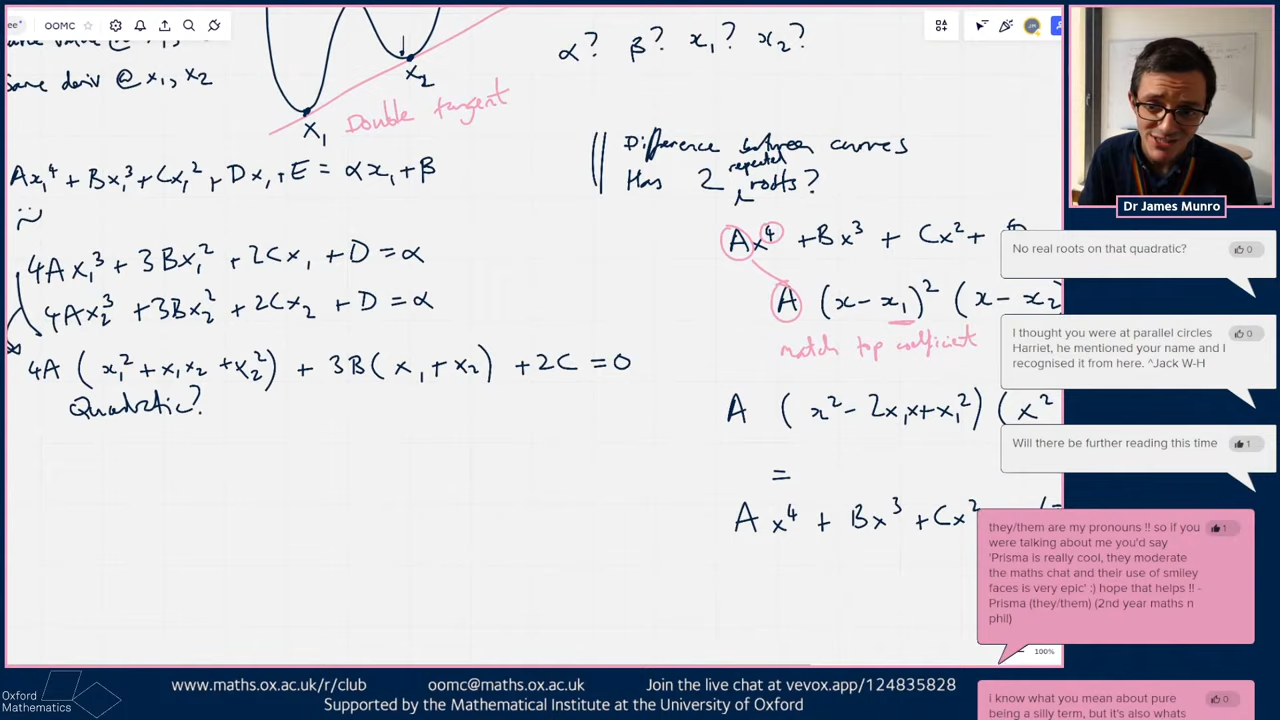 OOMC
same deriv @ x₁, x₂
x₂
x₁
Double tangent
Ax₁⁴ + Bx₁³ + Cx₁² + Dx₁ + E = αx₁ + β
4Ax₁³ + 3Bx₁² + 2Cx₁ + D = α
4Ax₂³ + 3Bx₂² + 2Cx₂ + D = α
4A (x₁² + x₁x₂ + x₂²) + 3B(x₁ + x₂) + 2C = 0
Quadratic?
α? β? x₁? x₂?
Difference between curves
repeated
Has 2 roots?
Ax⁴ + Bx³ + Cx² +
A (x - x₁)² (x - x₂
match top coefficient
A (x² - 2x₁x + x₁²) (x²
=
Ax⁴ + Bx³ + Cx²
100%
Dr James Munro
No real roots on that quadratic?
0
I thought you were at parallel circles
Harriet, he mentioned your name and I
recognised it from here. ^Jack W-H
0
Will there be further reading this time
1
they/them are my pronouns !! so if you
were talking about me you'd say
'Prisma is really cool, they moderate
the maths chat and their use of smiley
faces is very epic' :) hope that helps !! -
Prisma (they/them) (2nd year maths n
phil)
1
i know what you mean about pure
being a silly term, but it's also whats
0
Oxford
Mathematics
www.maths.ox.ac.uk/r/club oomc@maths.ox.ac.uk Join the live chat at vevox.app/124835828
Supported by the Mathematical Institute at the University of Oxford